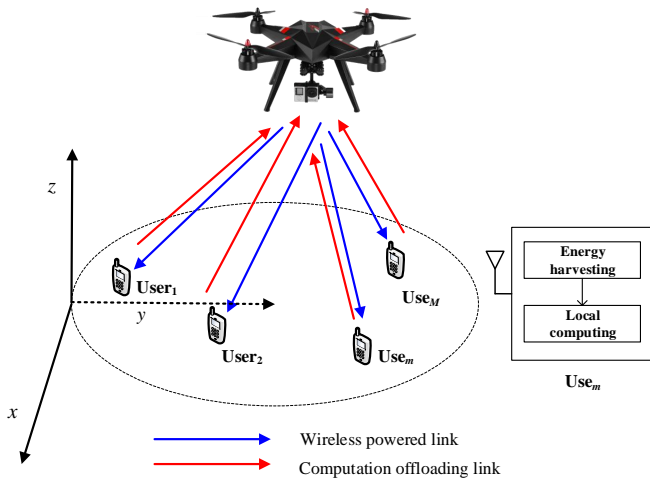 z
User1
y
User2
UseM
Usem
x
Energy
harvesting
Local
computing
Usem
Wireless powered link
Computation offloading link